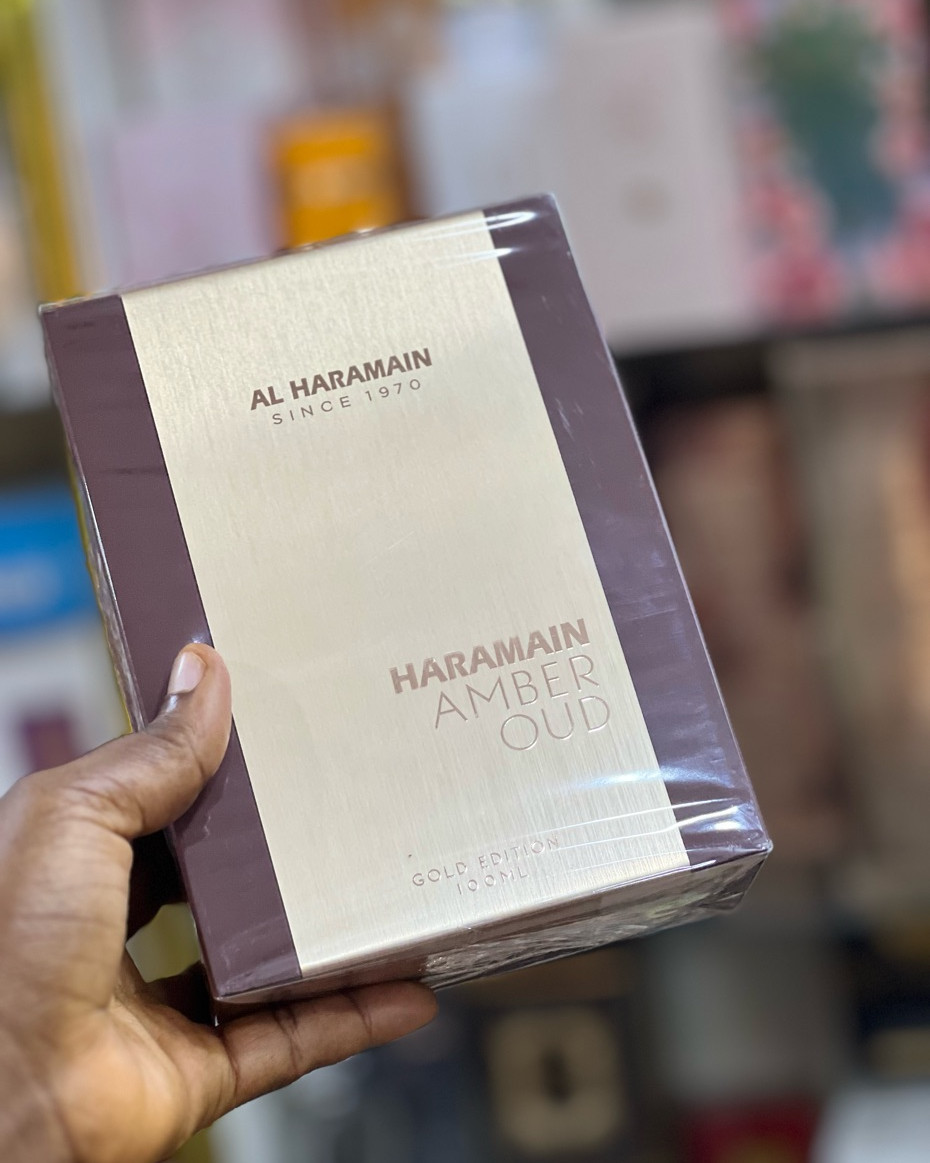 AL HARAMAIN
SINCE 1970
HARAMAIN
AMBER
OUD
GOLD EDITION
100ML